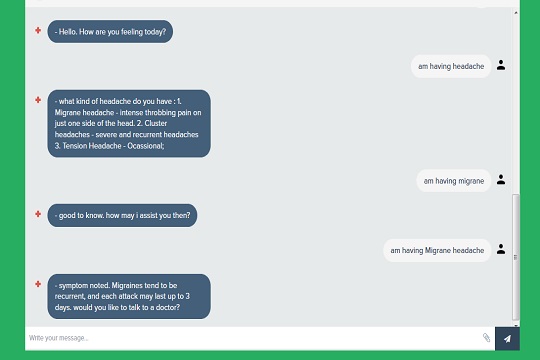 - Hello. How are you feeling today?
am having headache
- what kind of headache do you have : 1.
Migrane headache - intense throbbing pain on
just one side of the head. 2. Cluster
headaches - severe and recurrent headaches
3. Tension Headache - Ocassional;
am having migrane
- good to know. how may i assist you then?
am having Migrane headache
- symptom noted. Migraines tend to be
recurrent, and each attack may last up to 3
days. would you like to talk to a doctor?
Write your message...